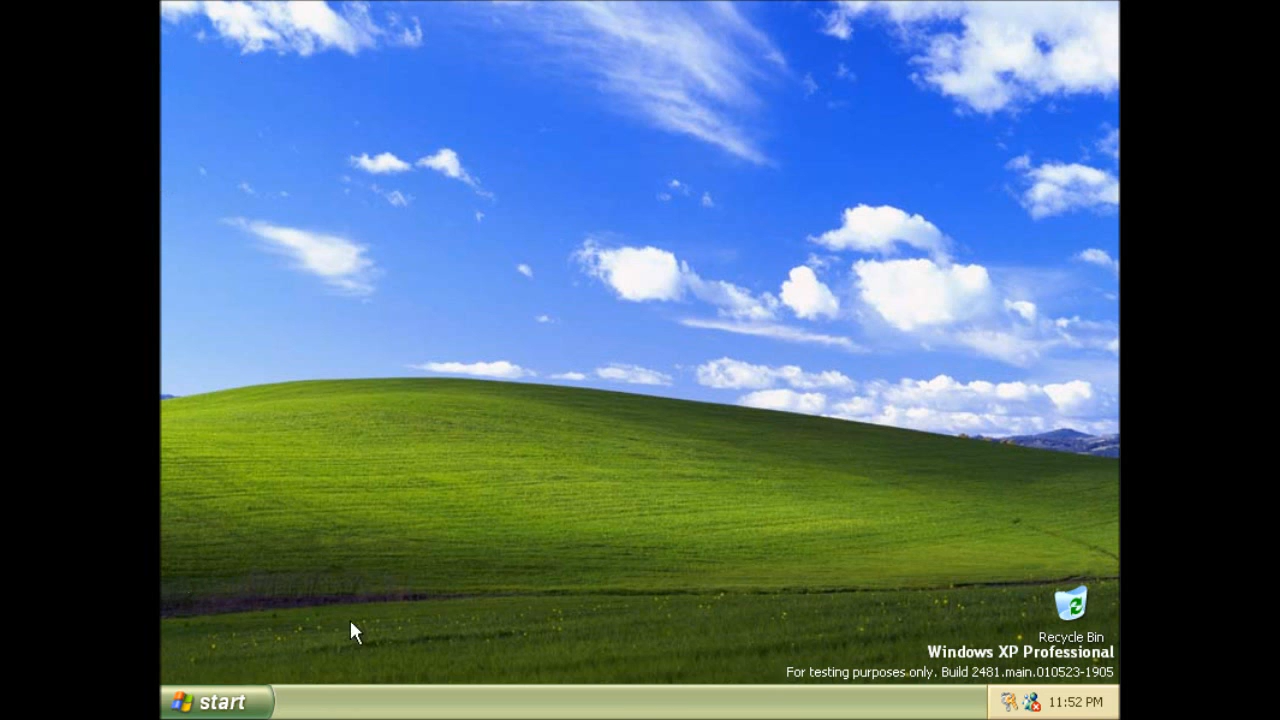 Recycle Bin
Windows XP Professional
For testing purposes only. Build 2481.main.010523-1905
start
11:52 PM